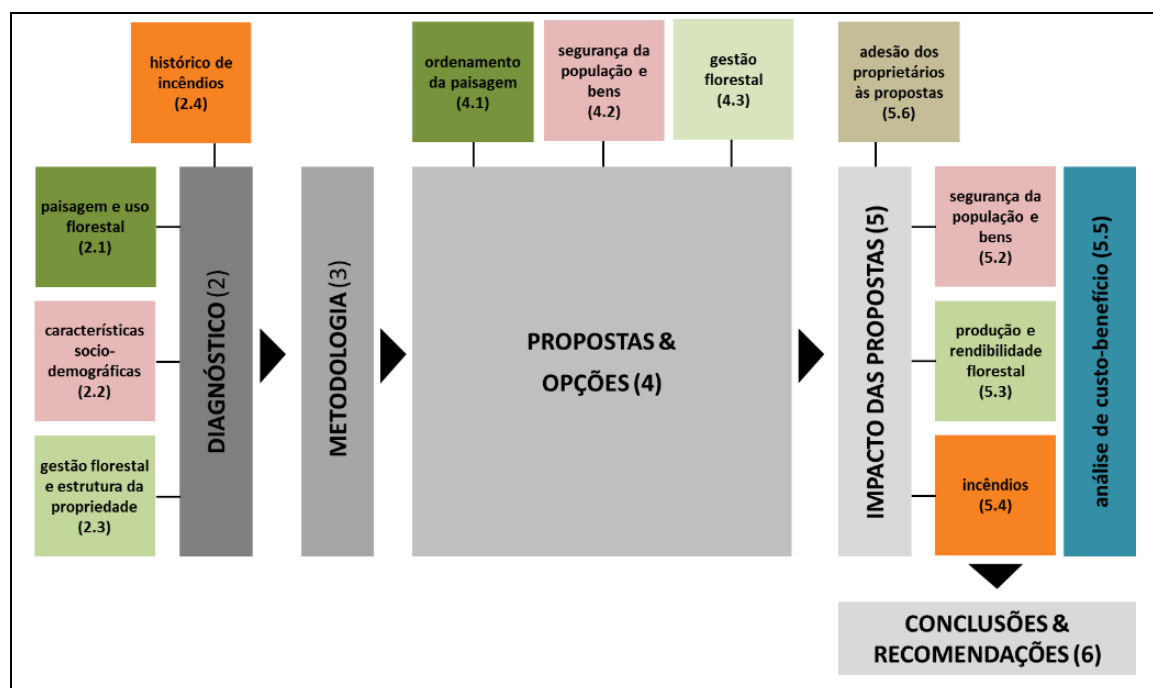 histórico de
incêndios
(2.4)
ordenamento
da paisagem
(4.1)
segurança da
população e
bens
(4.2)
gestão
florestal
(4.3)
adesão dos
proprietários
às propostas
(5.6)
paisagem e uso
florestal
(2.1)
características
socio-
demográficas
(2.2)
gestão florestal
e estrutura da
propriedade
(2.3)
DIAGNÓSTICO (2)
METODOLOGIA (3)
PROPOSTAS &
OPÇÕES (4)
IMPACTO DAS PROPOSTAS (5)
segurança da
população e
bens
(5.2)
produção e
rendibilidade
florestal
(5.3)
incêndios
(5.4)
análise de custo-benefício (5.5)
CONCLUSÕES &
RECOMENDAÇÕES (6)